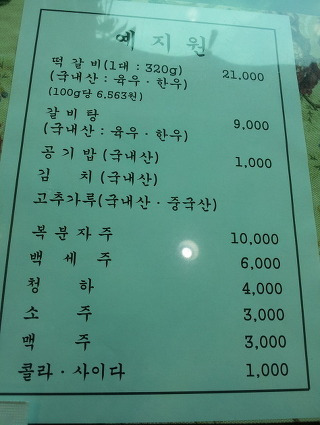 예 지 원
떡 갈 비(1대 : 320g) 21,000
(국내산 : 육우 · 한우)
(100g당 6,563원)
갈 비 탕 9,000
(국내산 : 육우 · 한우)
공 기 밥 (국내산) 1,000
김 치 (국내산)
고추가루(국내산 · 중국산)
복 분 자 주 10,000
백 세 주 6,000
청 하 4,000
소 주 3,000
맥 주 3,000
콜라 · 사이다 1,000